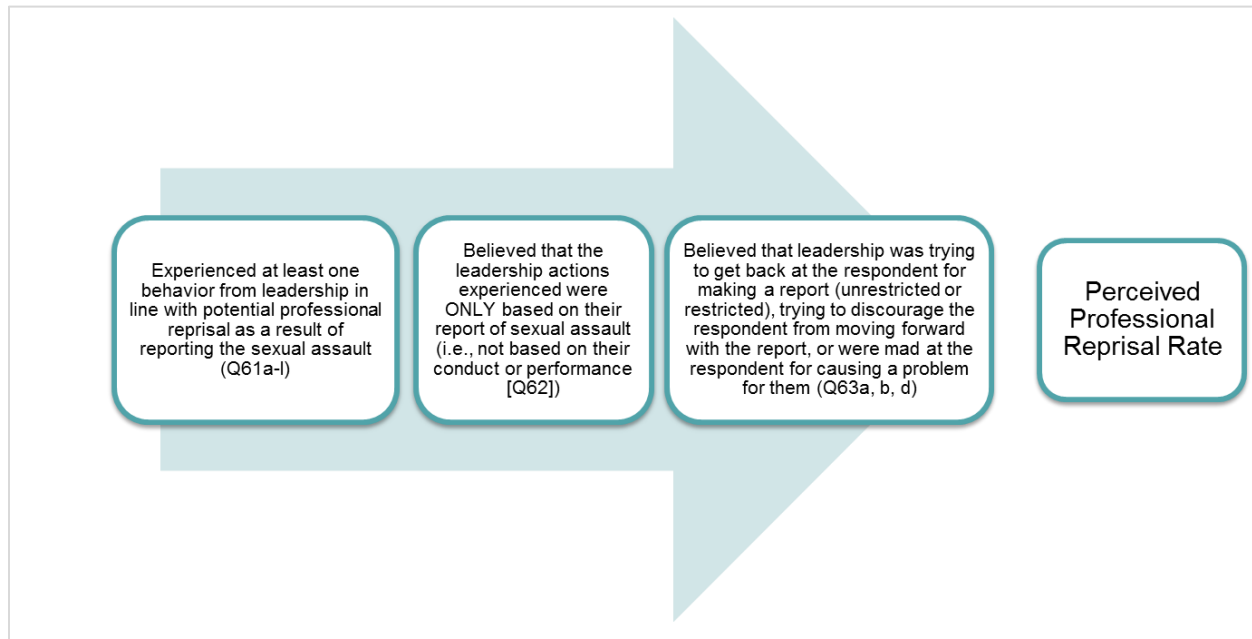 Experienced at least one
behavior from leadership in
line with potential professional
reprisal as a result of
reporting the sexual assault
(Q61a-l)
Believed that the
leadership actions
experienced were
ONLY based on their
report of sexual assault
(i.e., not based on their
conduct or performance
[Q62])
Believed that leadership was trying
to get back at the respondent for
making a report (unrestricted or
restricted), trying to discourage the
respondent from moving forward
with the report, or were mad at the
respondent for causing a problem
for them (Q63a, b, d)
Perceived
Professional
Reprisal Rate